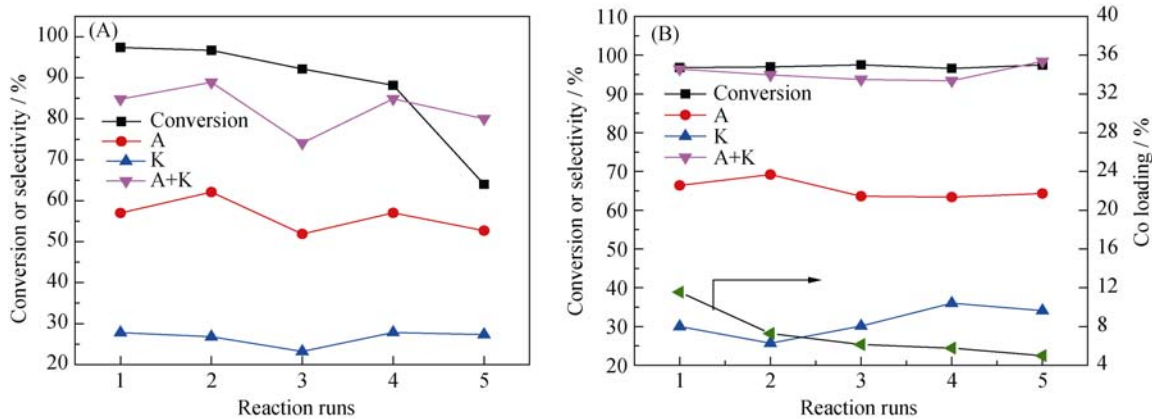 (A)
Conversion or selectivity / %
100
90
80
70
60
50
40
30
20
Conversion
A
K
A+K
1 2 3 4 5
Reaction runs
(B)
Conversion or selectivity / %
110
100
90
80
70
60
50
40
30
20
Conversion
A
K
A+K
40
36
32
28
24
20
16
12
8
4
Co loading / %
1 2 3 4 5
Reaction runs